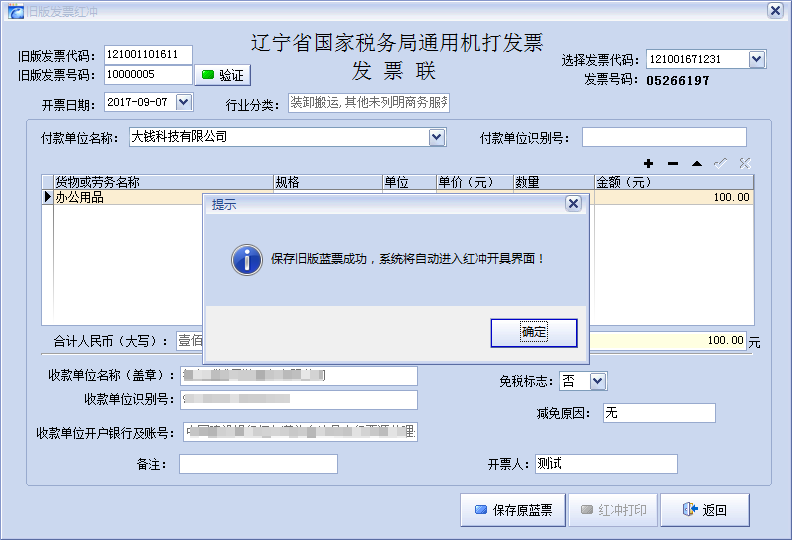 旧版发票红冲
辽宁省国家税务局通用机打发票
发 票 联
旧版发票代码: 121001101611
旧版发票号码: 10000005 验证
选择发票代码: 121001671231
发票号码: 05266197
开票日期: 2017-09-07 行业分类: 装卸搬运,其他未列明商务服务
付款单位名称: 大钱科技有限公司 付款单位识别号:
货物或劳务名称 规格 单位 单价（元） 数量 金额（元）
办公用品 100.00
提示
保存旧版蓝票成功，系统将自动进入红冲开具界面！
确定
合计人民币（大写）: 壹佰 100.00 元
收款单位名称（盖章）:
免税标志: 否
收款单位识别号:
减免原因: 无
收款单位开户银行及账号:
备注: 开票人: 测试
保存原蓝票 红冲打印 返回